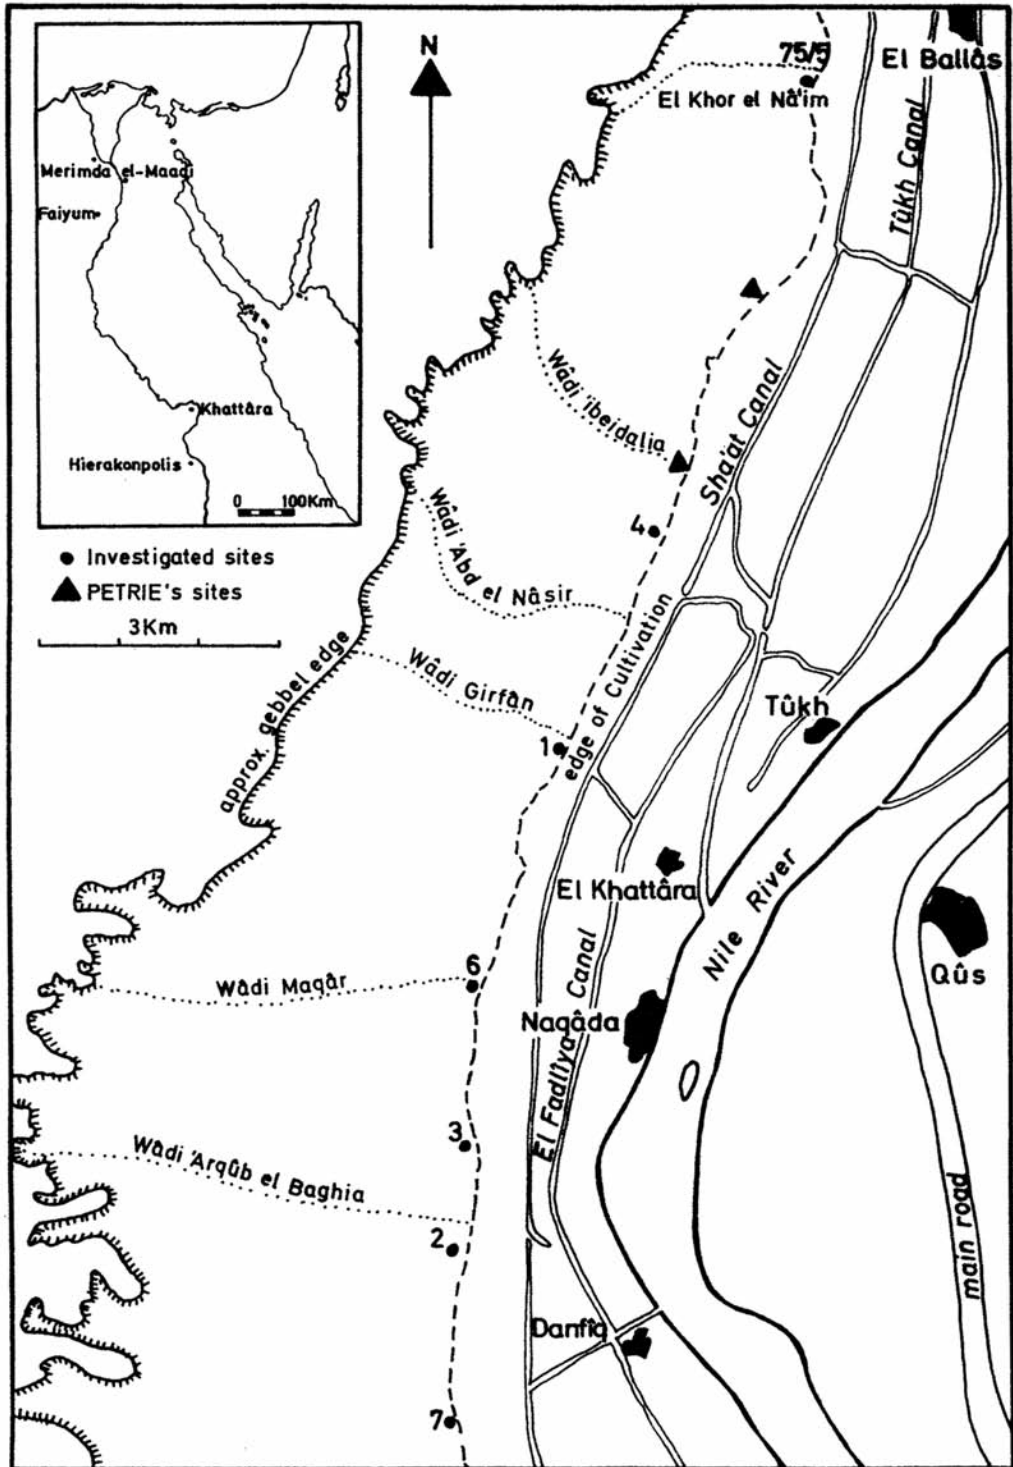 N
75/5
El Ballâs
El Khor el Nâ'im
Tûkh Canal
Merimda el-Maadi
Faiyum
Khattâra
Hierakonpolis
0 100Km
Investigated sites
PETRIE's sites
3Km
Wâdi ibeidalia
Sha'ât Canal
4
Wâdi 'Abd el Nâsir
edge of Cultivation
approx. gebbel edge
Wâdi Girfân
1
Tûkh
El Khattâra
Nile River
Qûs
6
Wâdi Maqâr
Naqâda
El Fadlîya Canal
3
Wâdi 'Arqûb el Baghia
2
main road
Danfîq
7